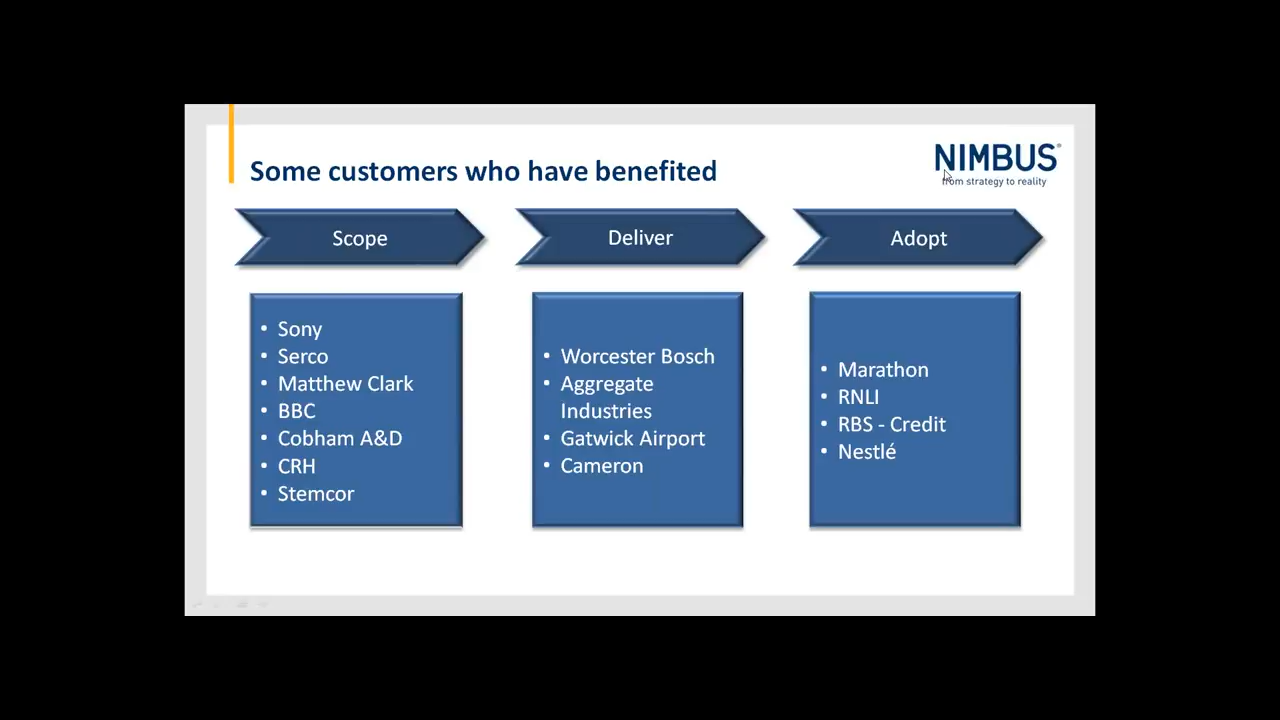 Some customers who have benefited
NIMBUS®
from strategy to reality
Scope
Deliver
Adopt
• Sony
• Serco
• Matthew Clark
• BBC
• Cobham A&D
• CRH
• Stemcor
• Worcester Bosch
• Aggregate
Industries
• Gatwick Airport
• Cameron
• Marathon
• RNLI
• RBS - Credit
• Nestlé